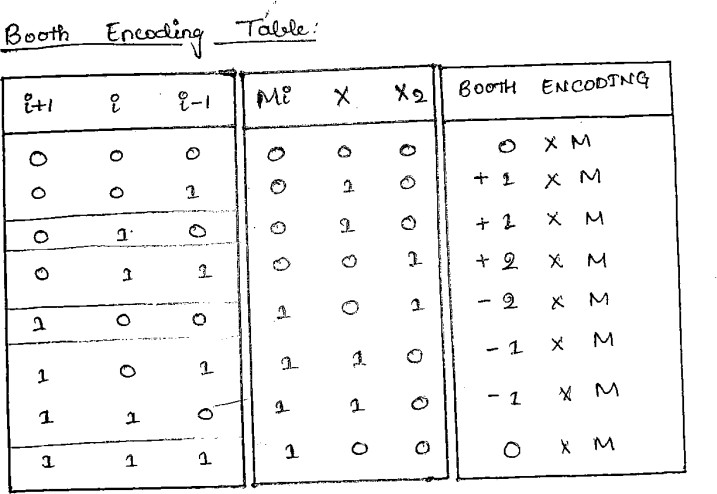 Booth Encoding Table:
i+1 i i-1 Mi X X2 BOOTH ENCODING
0 0 0 0 0 0 0 X M
0 0 1 0 1 0 +1 X M
0 1 0 0 1 0 +1 X M
0 1 1 0 0 1 +2 X M
1 0 0 1 0 1 -2 X M
1 0 1 1 1 0 -1 X M
1 1 0 1 1 0 -1 X M
1 1 1 1 0 0 0 X M